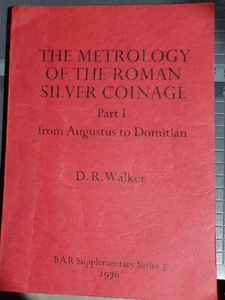 THE METROLOGY
OF THE ROMAN
SILVER COINAGE
Part I
from Augustus to Domitian
D. R. Walker
BAR Supplementary Series 5
1976